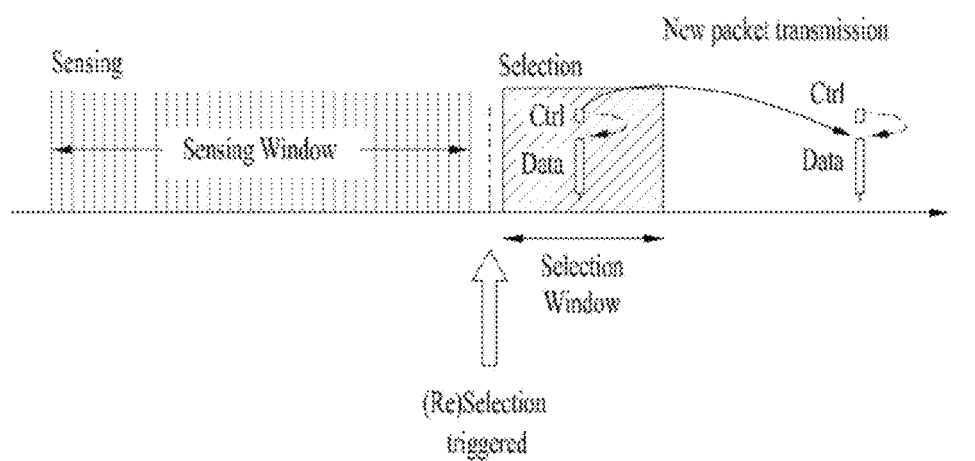 New packet transmission
Sensing
Selection
Ctrl
Ctrl
Sensing Window
Data
Data
Selection
Window
(Re)Selection
triggered